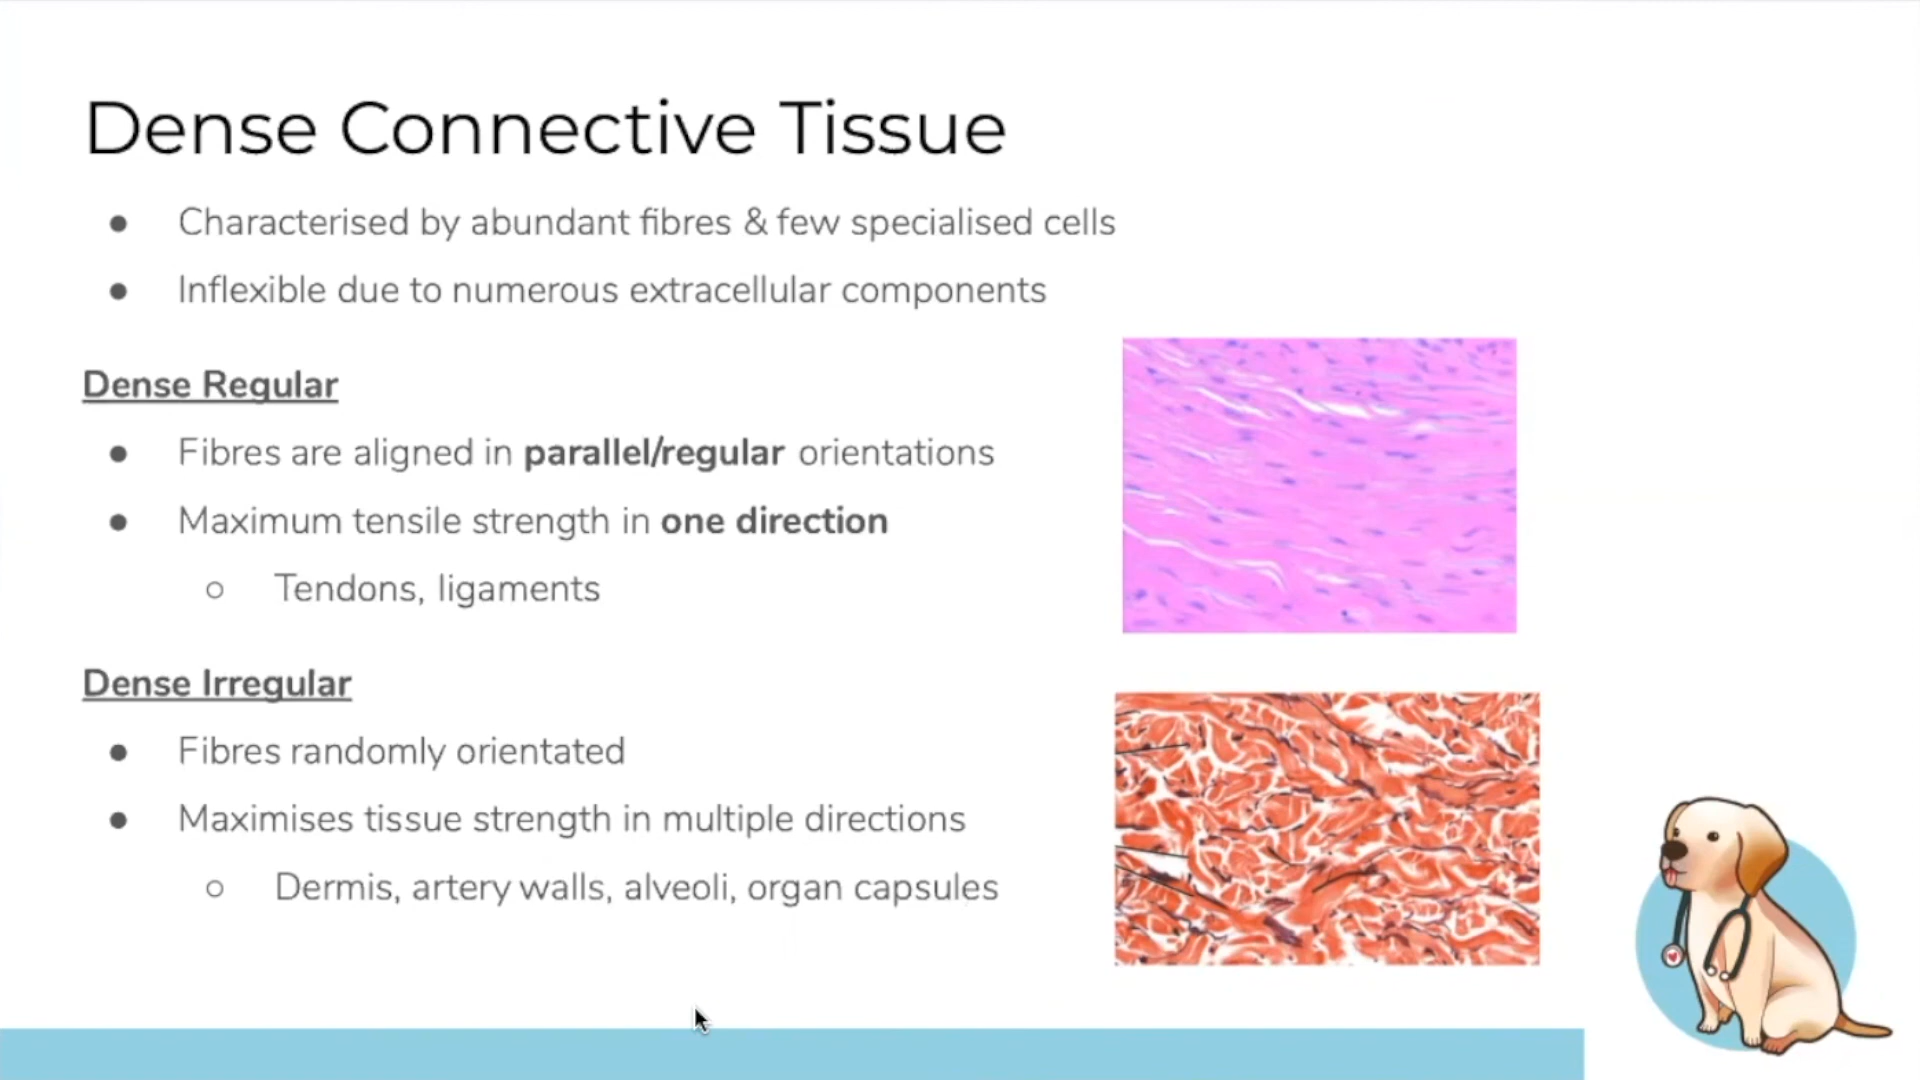 Dense Connective Tissue
● Characterised by abundant fibres & few specialised cells
● Inflexible due to numerous extracellular components
Dense Regular
● Fibres are aligned in parallel/regular orientations
● Maximum tensile strength in one direction
○ Tendons, ligaments
Dense Irregular
● Fibres randomly orientated
● Maximises tissue strength in multiple directions
○ Dermis, artery walls, alveoli, organ capsules